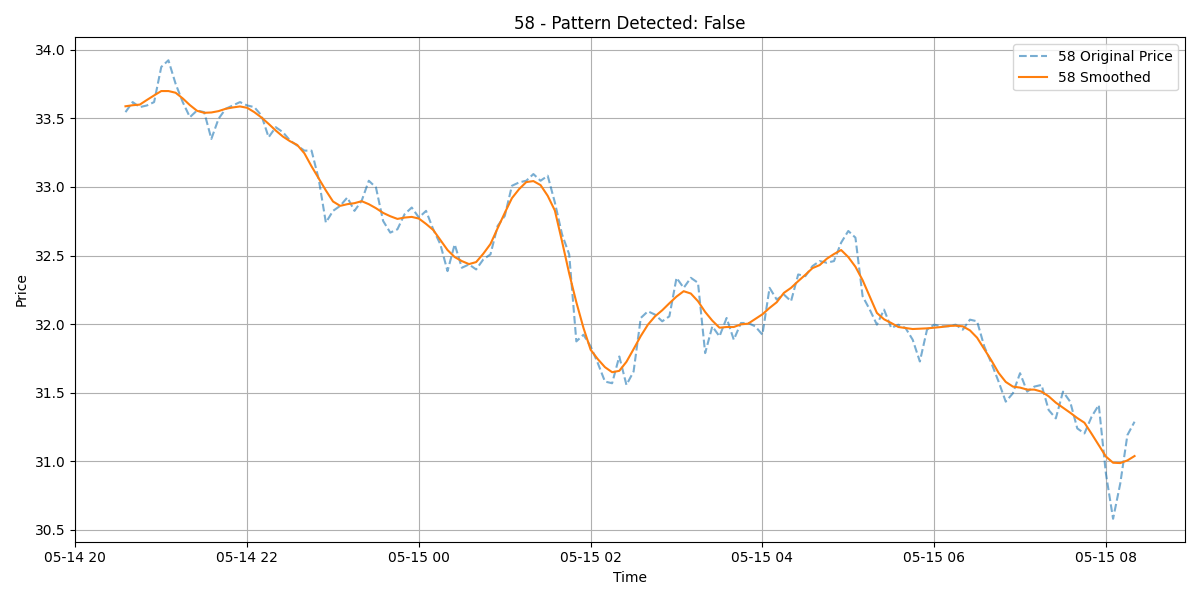 58 - Pattern Detected: False
58 Original Price
58 Smoothed
Price
34.0
33.5
33.0
32.5
32.0
31.5
31.0
30.5
05-14 20 05-14 22 05-15 00 05-15 02 05-15 04 05-15 06 05-15 08
Time